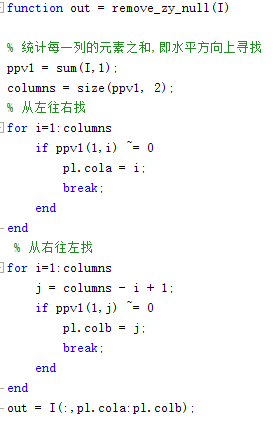 function out = remove_zy_null(I)
% 统计每一列的元素之和,即水平方向上寻找
ppv1 = sum(I,1);
columns = size(ppv1, 2);
% 从左往右找
for i=1:columns
if ppv1(1,i) ~= 0
pl.cola = i;
break;
end
end
% 从右往左找
for i=1:columns
j = columns - i + 1;
if ppv1(1,j) ~= 0
pl.colb = j;
break;
end
end
out = I(:,pl.cola:pl.colb);